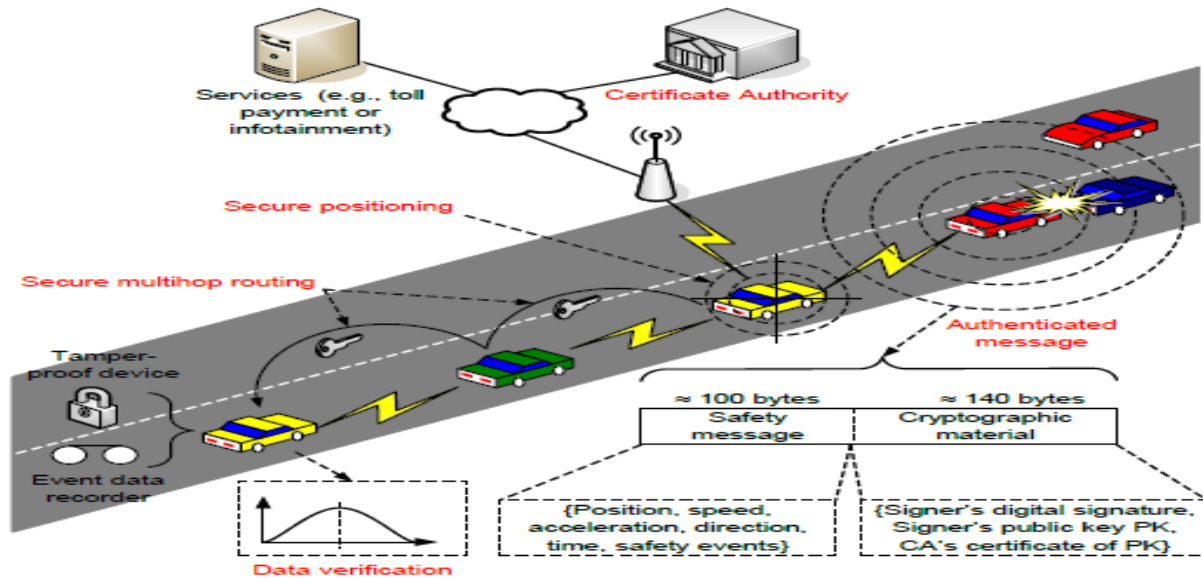 Services (e.g., toll
payment or
infotainment)
Certificate Authority
Secure positioning
Secure multihop routing
Tamper-
proof device
Event data
recorder
Authenticated
message
≈ 100 bytes
≈ 140 bytes
Safety
message
Cryptographic
material
{Position, speed,
acceleration, direction,
time, safety events}
{Signer's digital signature,
Signer's public key PK,
CA's certificate of PK}
Data verification